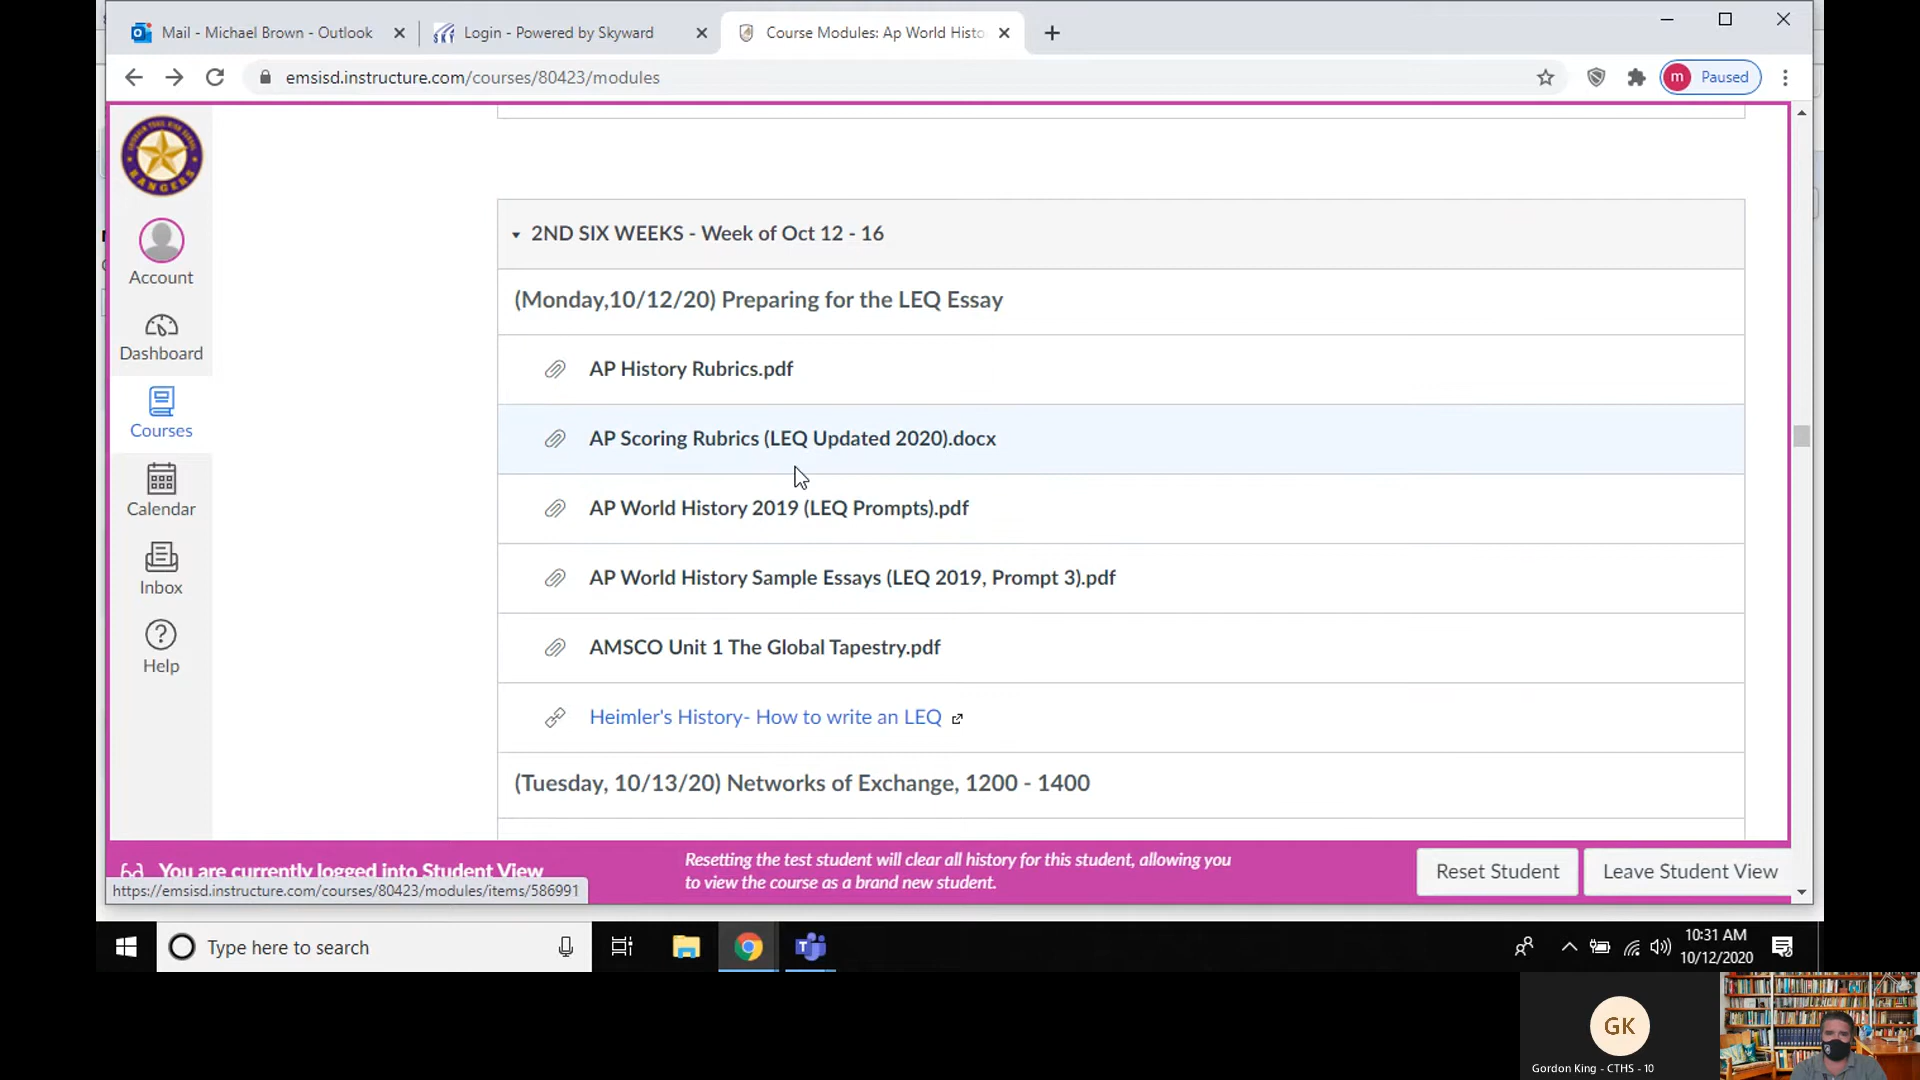 Mail - Michael Brown - Outlook
Login - Powered by Skyward
Course Modules: Ap World Histo
emsisd.instructure.com/courses/80423/modules
m
Paused
RANGERS
Account
Dashboard
Courses
Calendar
Inbox
Help
2ND SIX WEEKS - Week of Oct 12 - 16
(Monday,10/12/20) Preparing for the LEQ Essay
AP History Rubrics.pdf
AP Scoring Rubrics (LEQ Updated 2020).docx
AP World History 2019 (LEQ Prompts).pdf
AP World History Sample Essays (LEQ 2019, Prompt 3).pdf
AMSCO Unit 1 The Global Tapestry.pdf
Heimler's History- How to write an LEQ
(Tuesday, 10/13/20) Networks of Exchange, 1200 - 1400
You are currently logged into Student View
Resetting the test student will clear all history for this student, allowing you
to view the course as a brand new student.
Reset Student
Leave Student View
https://emsisd.instructure.com/courses/80423/modules/items/586991
Type here to search
10:31 AM
10/12/2020
GK
Gordon King - CTHS - 10